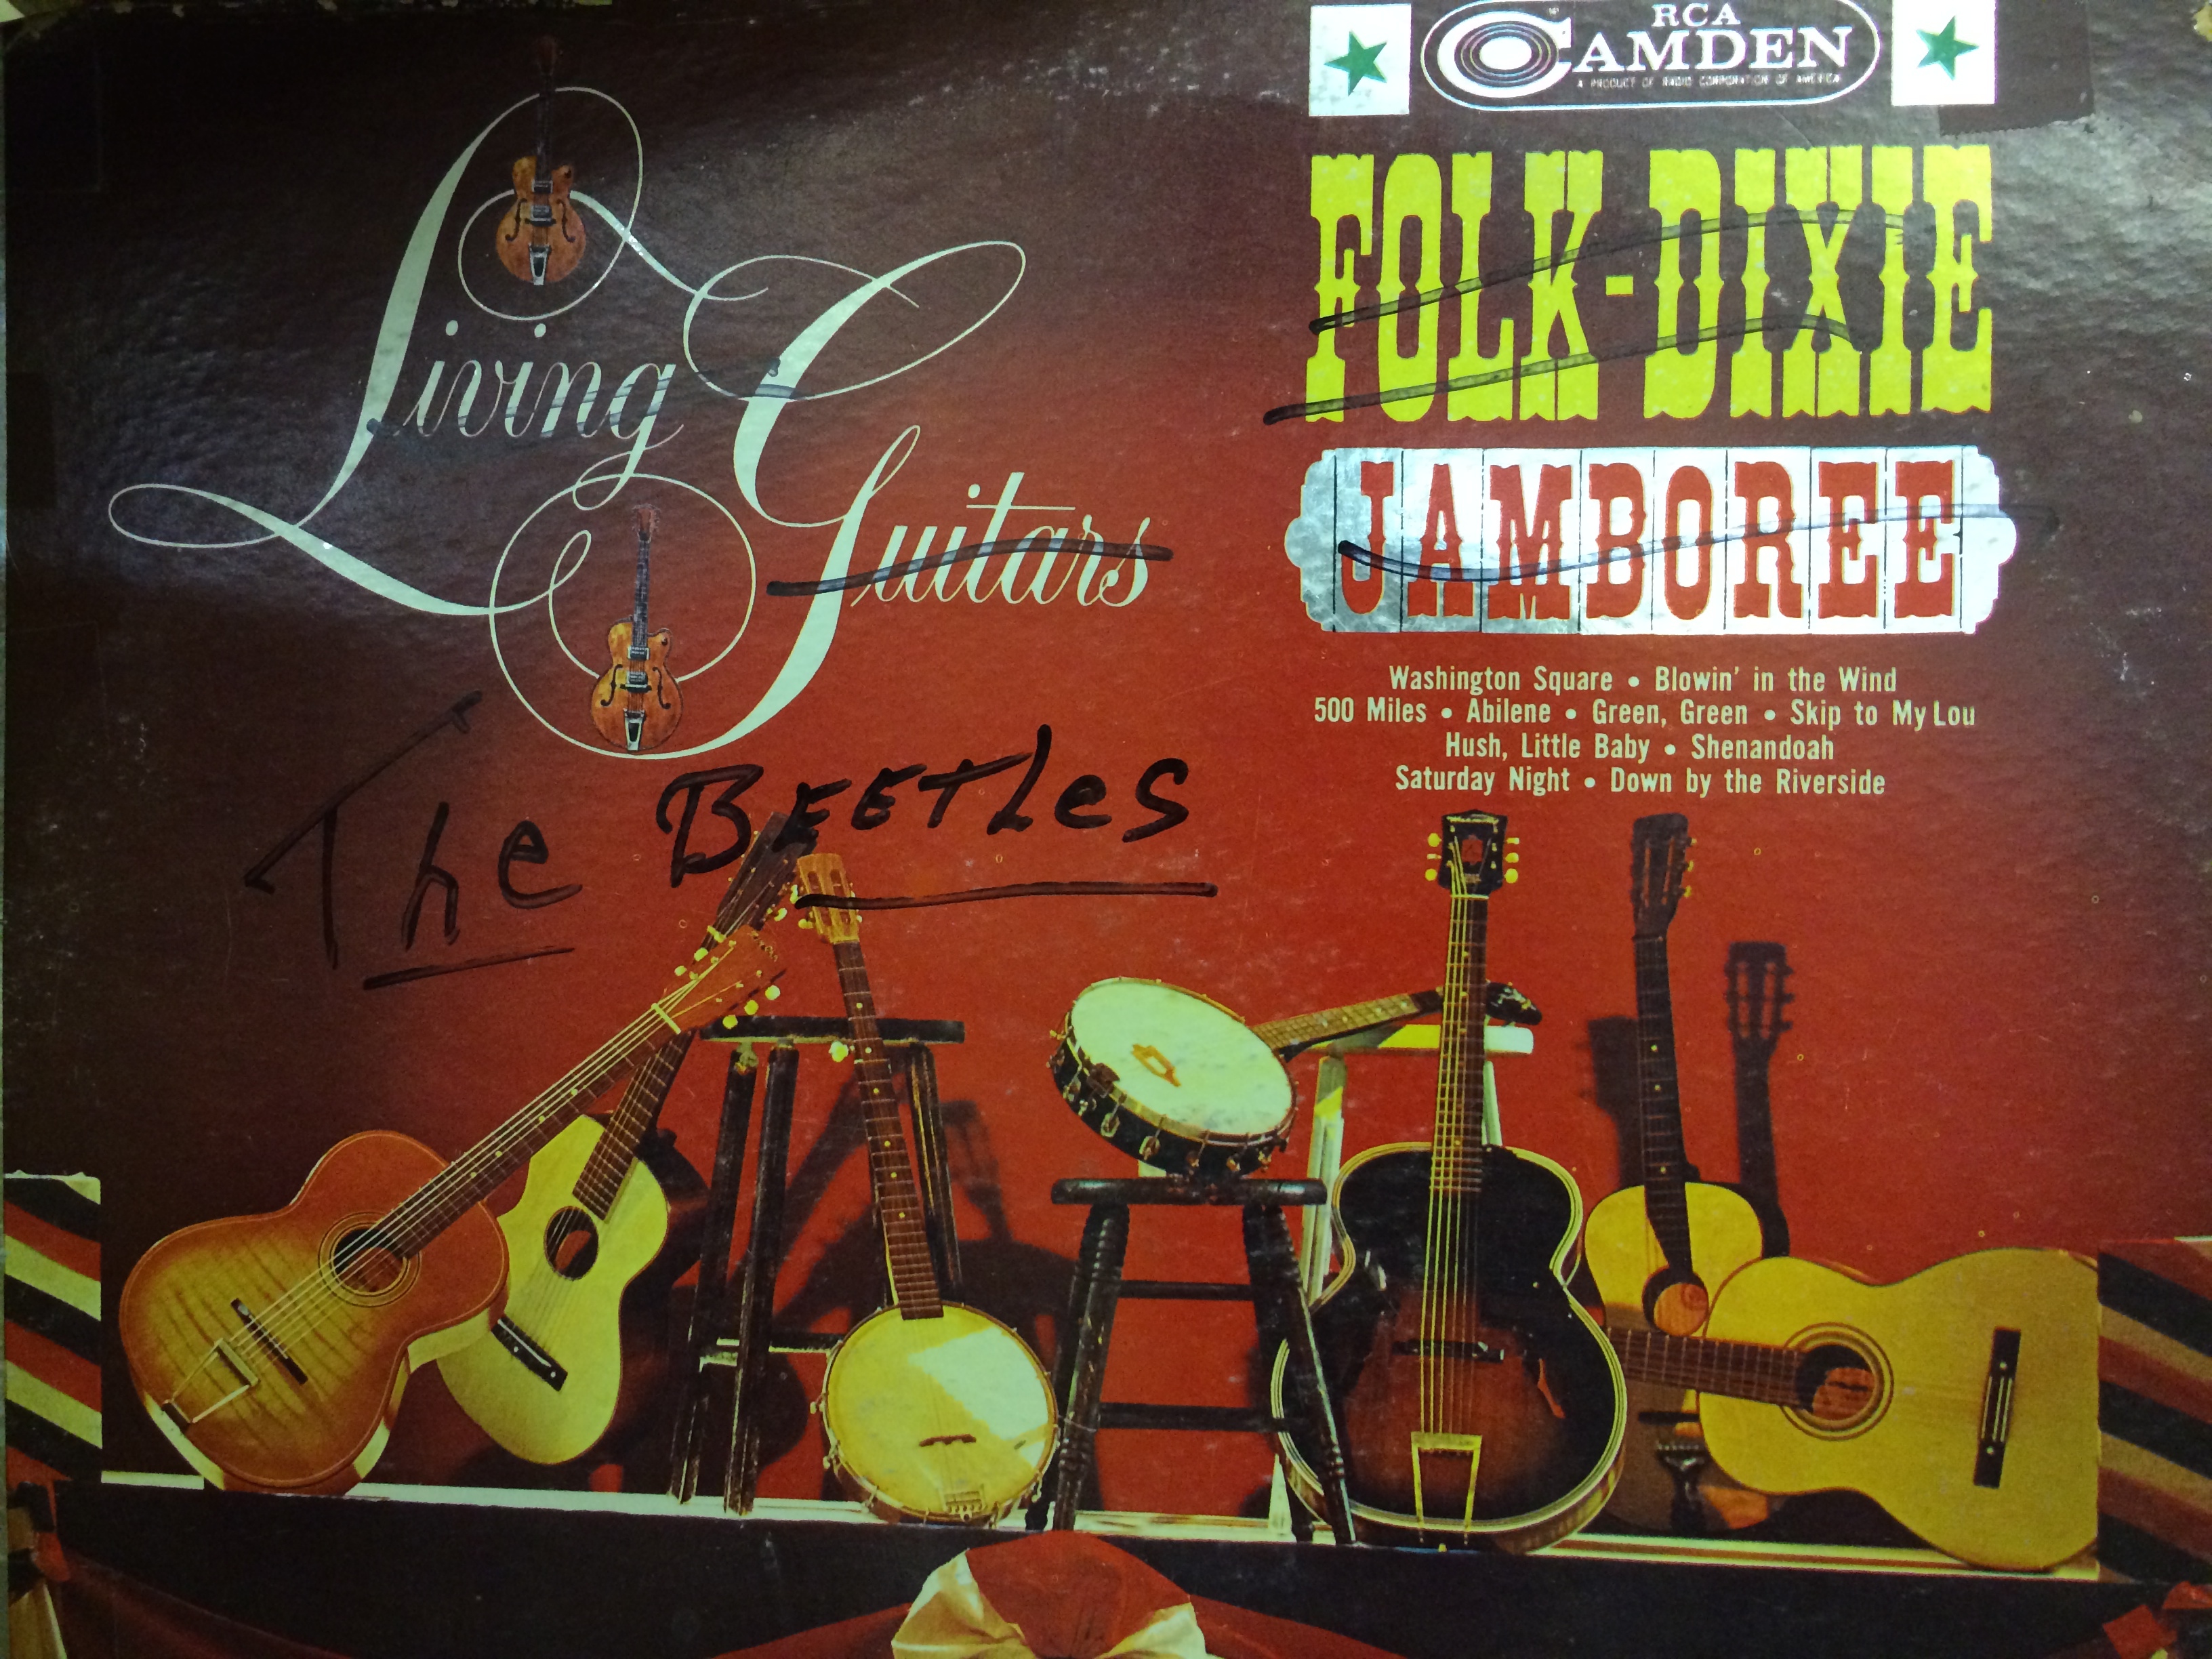 Living Guitars
The BEETLes
RCA
CAMDEN
A PRODUCT OF RADIO CORPORATION OF AMERICA
FOLK-DIXIE
JAMBOREE
Washington Square • Blowin' in the Wind
500 Miles • Abilene • Green, Green • Skip to My Lou
Hush, Little Baby • Shenandoah
Saturday Night • Down by the Riverside